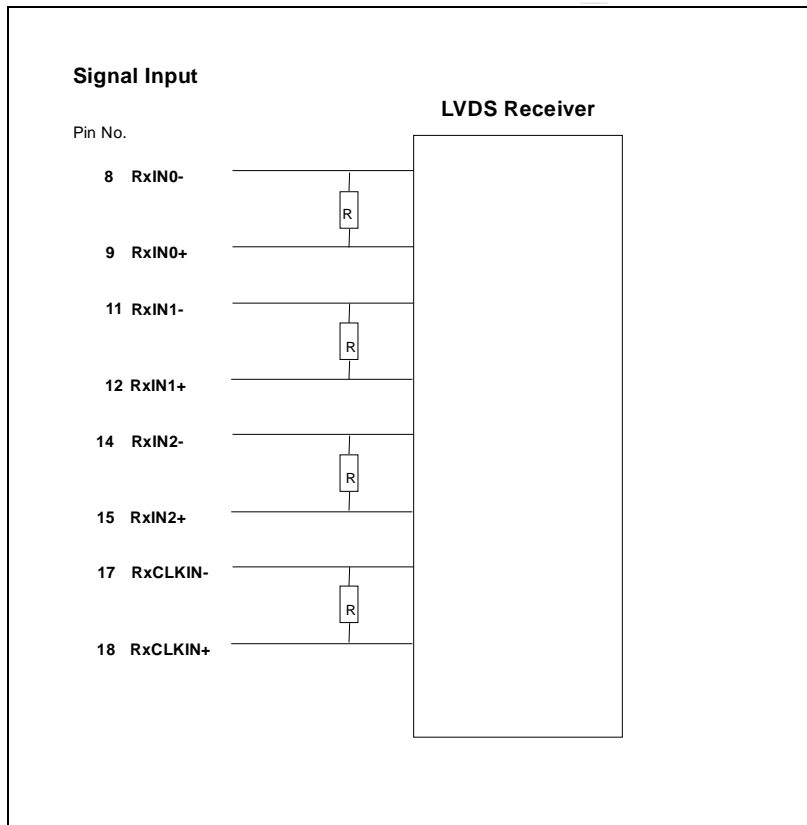 Signal Input
LVDS Receiver
Pin No.
8 RxIN0-
R
9 RxIN0+
11 RxIN1-
R
12 RxIN1+
14 RxIN2-
R
15 RxIN2+
17 RxCLKIN-
R
18 RxCLKIN+